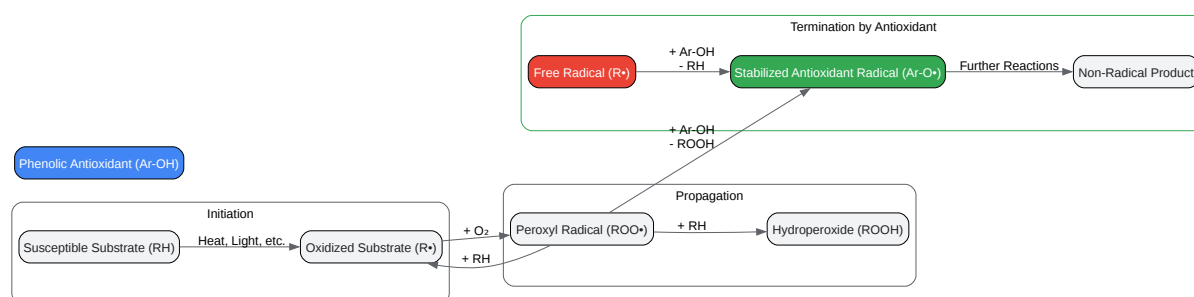 Termination by Antioxidant
Free Radical (R•)
+ Ar-OH
- RH
Stabilized Antioxidant Radical (Ar-O•)
Further Reactions
Non-Radical Product
+ Ar-OH
- ROOH
Phenolic Antioxidant (Ar-OH)
Propagation
Initiation
Susceptible Substrate (RH)
Heat, Light, etc.
Oxidized Substrate (R•)
+ O₂
+ RH
Peroxyl Radical (ROO•)
+ RH
Hydroperoxide (ROOH)